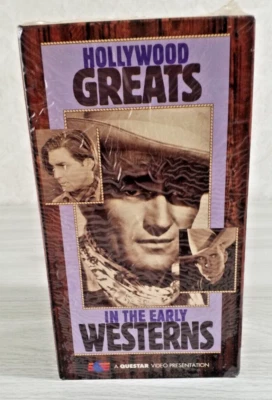 HOLLYWOOD
GREATS
IN THE EARLY
WESTERNS
A QUESTAR VIDEO PRESENTATION